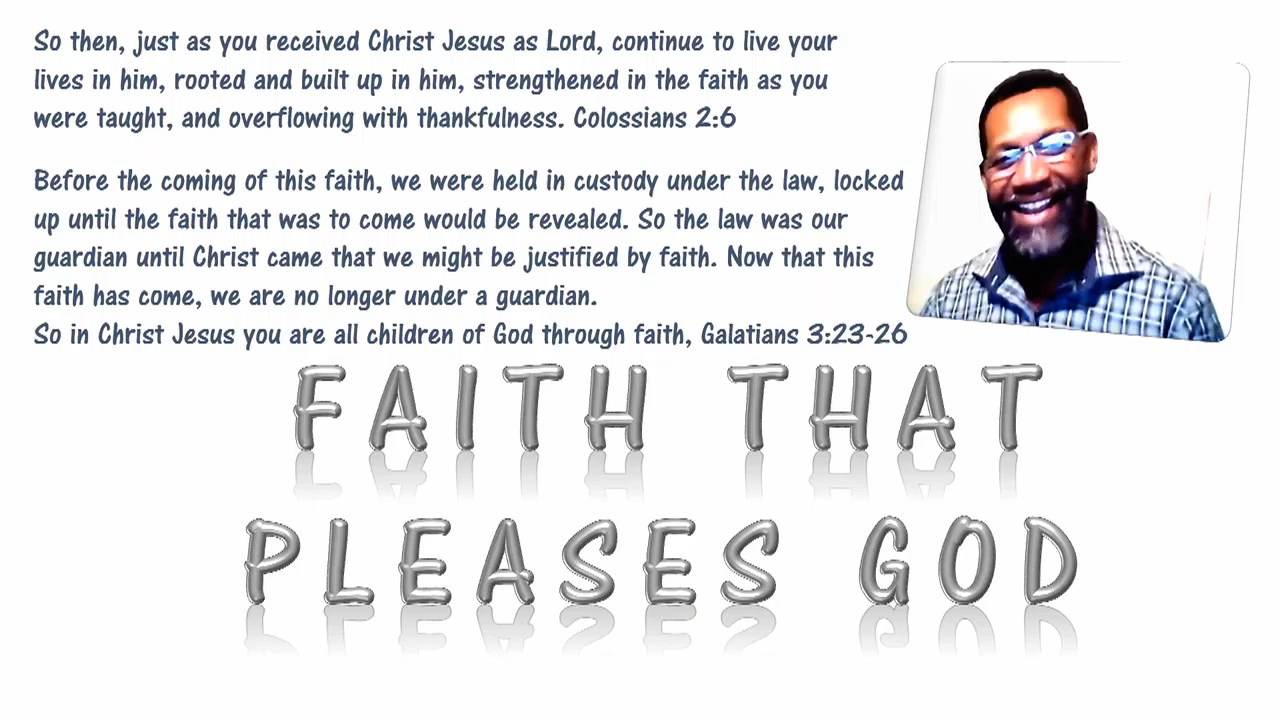 So then, just as you received Christ Jesus as Lord, continue to live your
lives in him, rooted and built up in him, strengthened in the faith as you
were taught, and overflowing with thankfulness. Colossians 2:6
Before the coming of this faith, we were held in custody under the law, locked
up until the faith that was to come would be revealed. So the law was our
guardian until Christ came that we might be justified by faith. Now that this
faith has come, we are no longer under a guardian.
So in Christ Jesus you are all children of God through faith, Galatians 3:23-26
FAITH THAT
PLEASES GOD